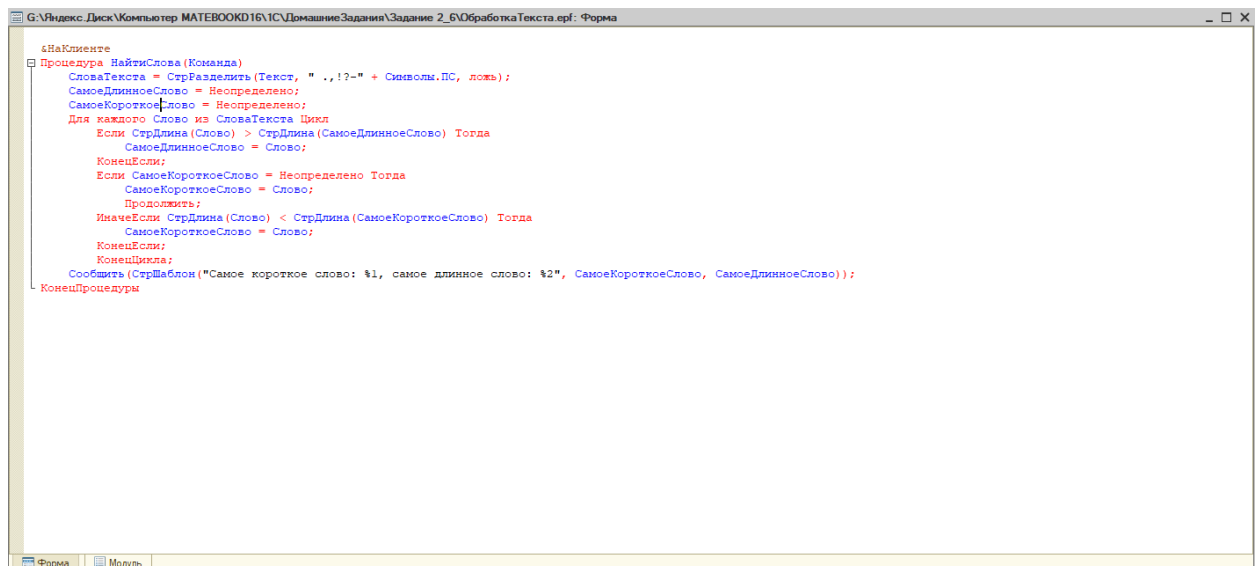 G:\Яндекс.Диск\Компьютер MATEBOOKD16\1С\ДомашниеЗадания\Задание 2_6\ОбработкаТекста.epf: Форма
&НаКлиенте
Процедура НайтиСлова(Команда)
СловаТекста = СтрРазделить(Текст, " .,!?-" + Символы.ПС, ложь);
СамоеДлинноеСлово = Неопределено;
СамоеКороткоеСлово = Неопределено;
Для каждого Слово из СловаТекста Цикл
Если СтрДлина(Слово) > СтрДлина(СамоеДлинноеСлово) Тогда
СамоеДлинноеСлово = Слово;
КонецЕсли;
Если СамоеКороткоеСлово = Неопределено Тогда
СамоеКороткоеСлово = Слово;
Продолжить;
ИначеЕсли СтрДлина(Слово) < СтрДлина(СамоеКороткоеСлово) Тогда
СамоеКороткоеСлово = Слово;
КонецЕсли;
КонецЦикла;
Сообщить(СтрШаблон("Самое короткое слово: %1, самое длинное слово: %2", СамоеКороткоеСлово, СамоеДлинноеСлово));
КонецПроцедуры
Форма Модуль